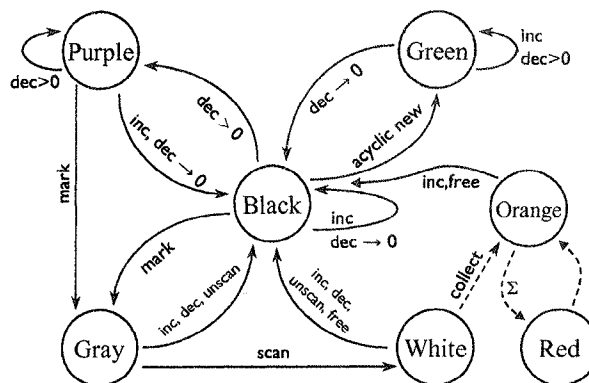 Purple
Green
inc
dec>0
dec>0
dec > 0
dec → 0
inc, dec → 0
acyclic new
mark
Black
inc,free
Orange
inc
dec → 0
mark
inc, dec, unscan
inc, dec,
unscan, free
collect
Σ
Gray
scan
White
Red